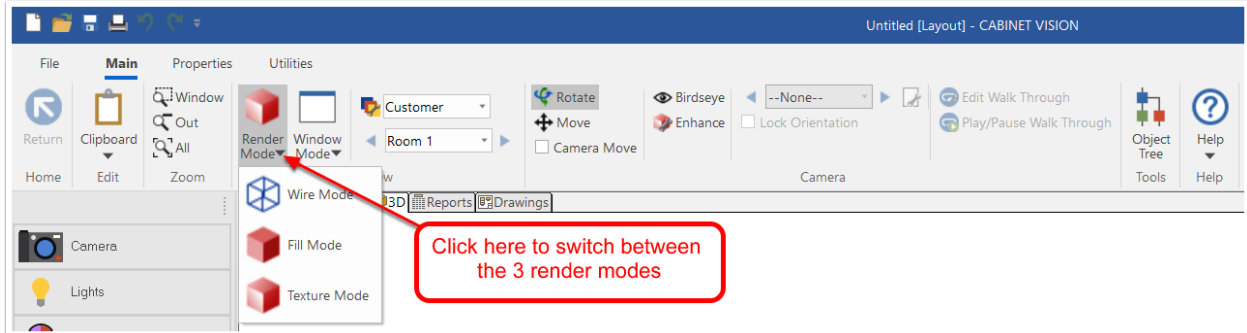 Untitled [Layout] - CABINET VISION
File Main Properties Utilities
Return
Clipboard
Window
Out
All
Render
Mode
Window
Mode
Customer
Room 1
Rotate
Move
Camera Move
Birdseye
Enhance
--None--
Lock Orientation
Edit Walk Through
Play/Pause Walk Through
Object
Tree
Help
Home Edit Zoom w Camera Tools Help
Wire Mode
Fill Mode
Texture Mode
3D Reports Drawings
Camera
Lights
Click here to switch between
the 3 render modes